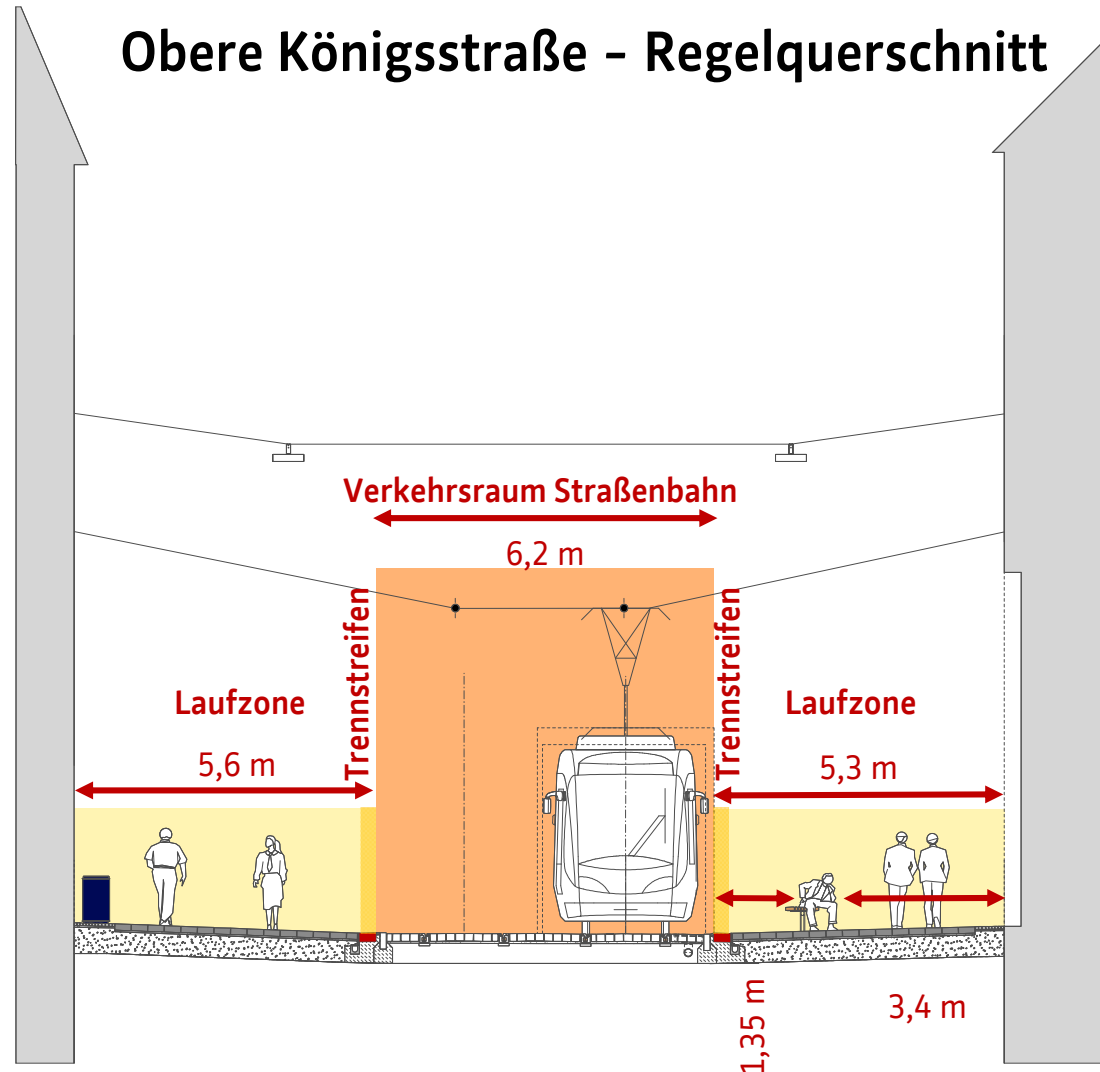 Obere Königsstraße – Regelquerschnitt
Verkehrsraum Straßenbahn
6,2 m
Trennstreifen
Trennstreifen
Laufzone
Laufzone
5,6 m
5,3 m
1,35 m
3,4 m